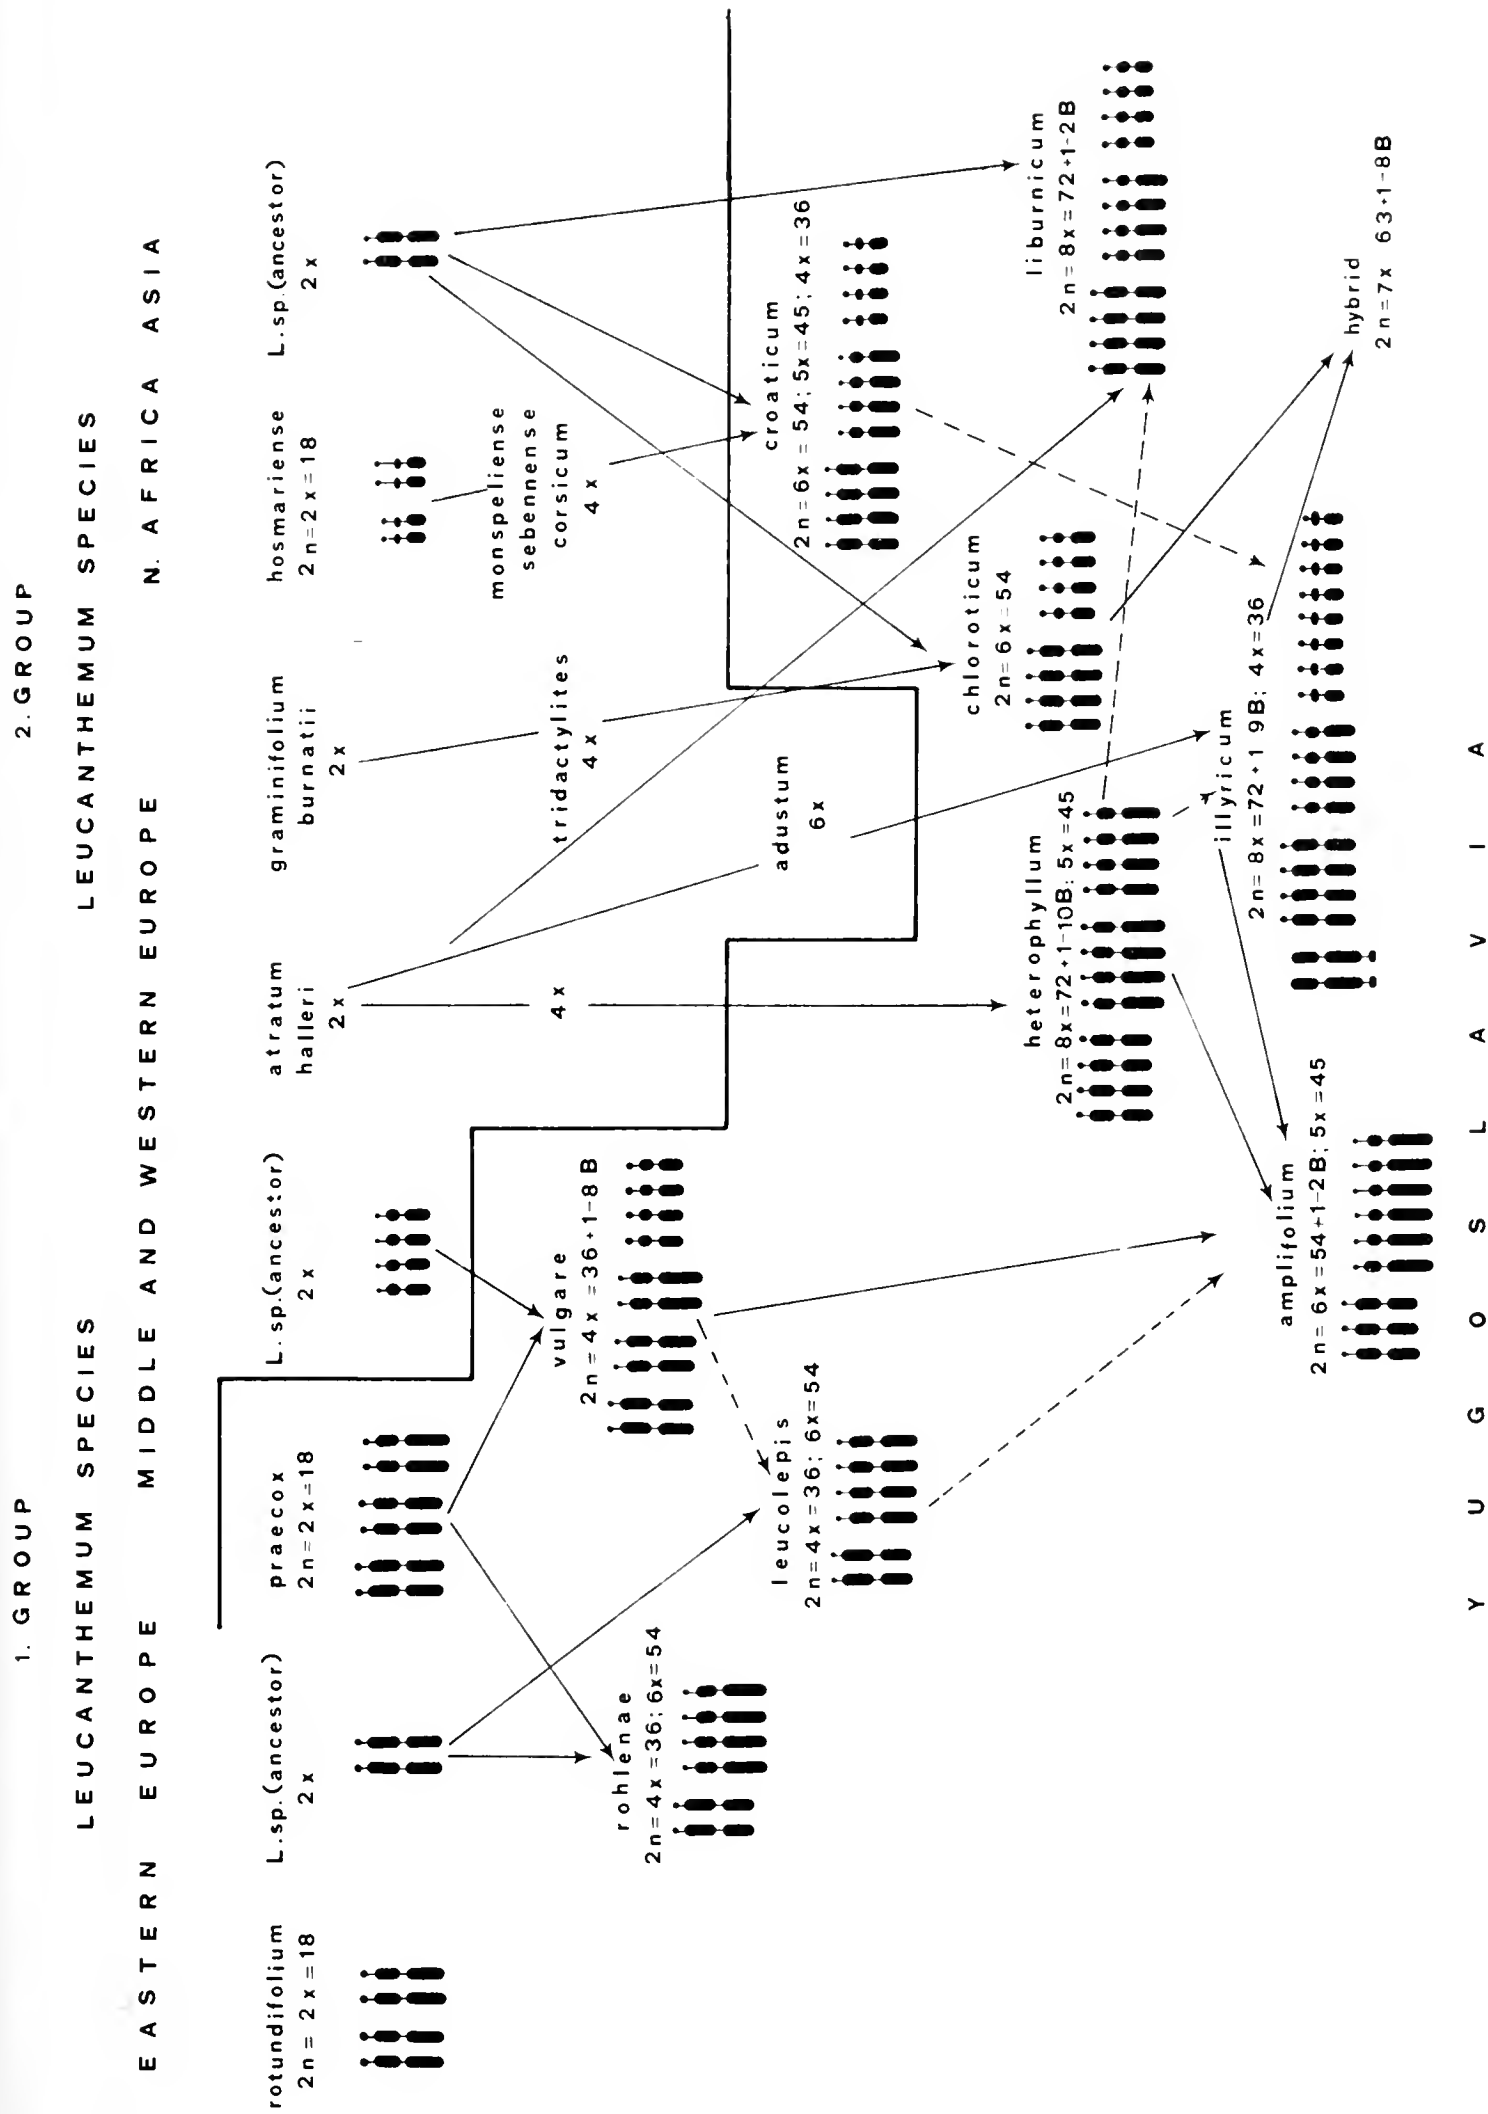 1. GROUP
2. GROUP
LEUCANTHEMUM SPECIES
LEUCANTHEMUM SPECIES
EASTERN EUROPE
MIDDLE AND WESTERN EUROPE
N. AFRICA ASIA
rotundifolium
2n = 2x=18
L.sp.(ancestor)
2x
praecox
2n=2x=18
L.sp.(ancestor)
2x
atratum
halleri
2x
graminifolium
burnatii
2x
hosmariense
2n=2x=18
L.sp.(ancestor)
2x
4x
tridactylites
4x
monspeliense
sebennense
corsicum
4x
rohlenae
2n=4x=36;6x=54
vulgare
2n=4x=36+1-8B
leucolepis
2n=4x=36; 6x=54
adustum
6x
croaticum
2n=6x=54;5x=45;4x=36
heterophyllum
2n=8x=72+1-10B; 5x=45
chloroticum
2n=6x=54
liburnicum
2n=8x=72+1-2B
amplifolium
2n=6x=54+1-2B;5x=45
illyricum
2n=8x=72+1 9B; 4x=36
hybrid
2n=7x 63+1-8B
YUGOSLAVIA